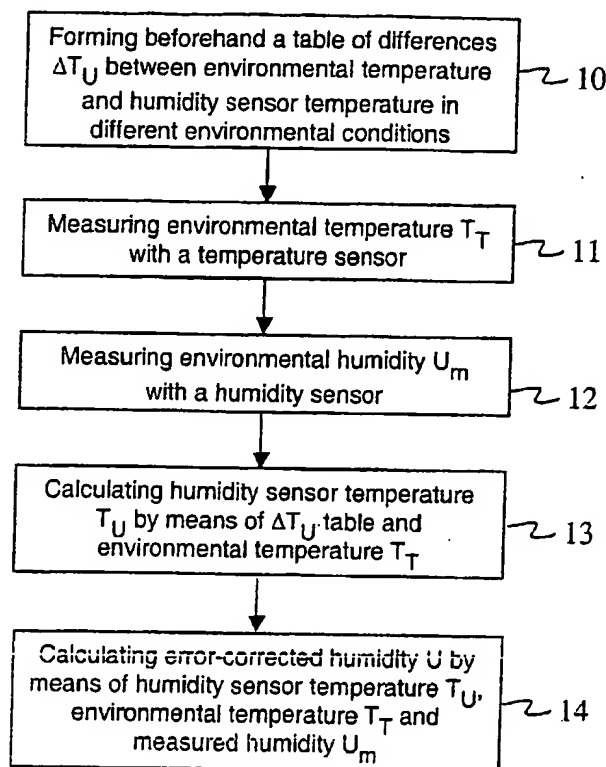 Forming beforehand a table of differences
ΔT_U between environmental temperature
and humidity sensor temperature in
different environmental conditions
10
Measuring environmental temperature T_T
with a temperature sensor
11
Measuring environmental humidity U_m
with a humidity sensor
12
Calculating humidity sensor temperature
T_U by means of ΔT_U table and
environmental temperature T_T
13
Calculating error-corrected humidity U by
means of humidity sensor temperature T_U,
environmental temperature T_T and
measured humidity U_m
14